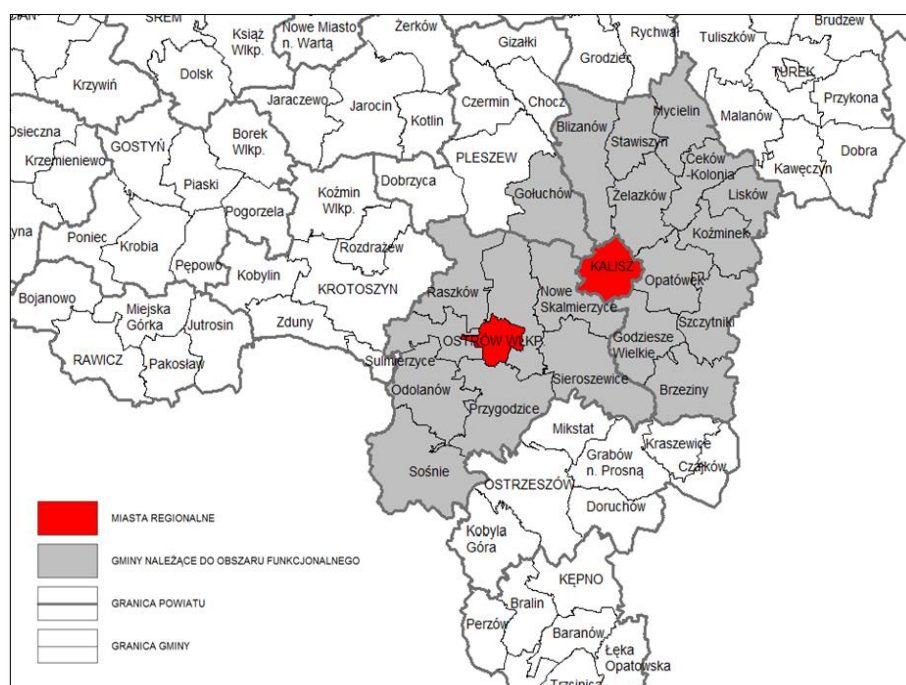 ŚREM
Książ
Wlkp.
Nowe Miasto
n. Wartą
Żerków
Gizałki
Grodziec
Rychwał
Tuliszków
Brudzew
Krzywiń
Dolsk
Jaraczewo
Jarocin
Kotlin
Czermin
Chocz
Blizanów
Stawiszyn
Mycielin
Malanów
TUREK
Przykona
Dobra
Kawęczyn
Osieczna
Krzemieniewo
GOSTYŃ
Borek
Wlkp.
Piaski
Pogorzela
Koźmin
Wlkp.
Dobrzyca
PLESZEW
Gołuchów
Żelazków
Ceków
-Kolonia
Lisków
Koźminek
Poniec
Krobia
Pępowo
Kobylin
Rozdrażew
KROTOSZYN
KALISZ
Opatówek
Szczytniki
Bojanowo
Miejska
Górka
Jutrosin
Zduny
Raszków
Nowe
Skalmierzyce
Godziesze
Wielkie
RAWICZ
Pakosław
Sulmierzyce
OSTRÓW WLKP.
Odolanów
Przygodzice
Sieroszewice
Brzeziny
Sośnie
Mikstat
Grabów
n. Prosną
Kraszewice
Czajków
OSTRZESZÓW
Doruchów
Kobyla
Góra
KĘPNO
Bralin
Perzów
Baranów
Łęka
Opatowska
Trzcinica
MIASTA REGIONALNE
GMINY NALEŻĄCE DO OBSZARU FUNKCJONALNEGO
GRANICA POWIATU
GRANICA GMINY